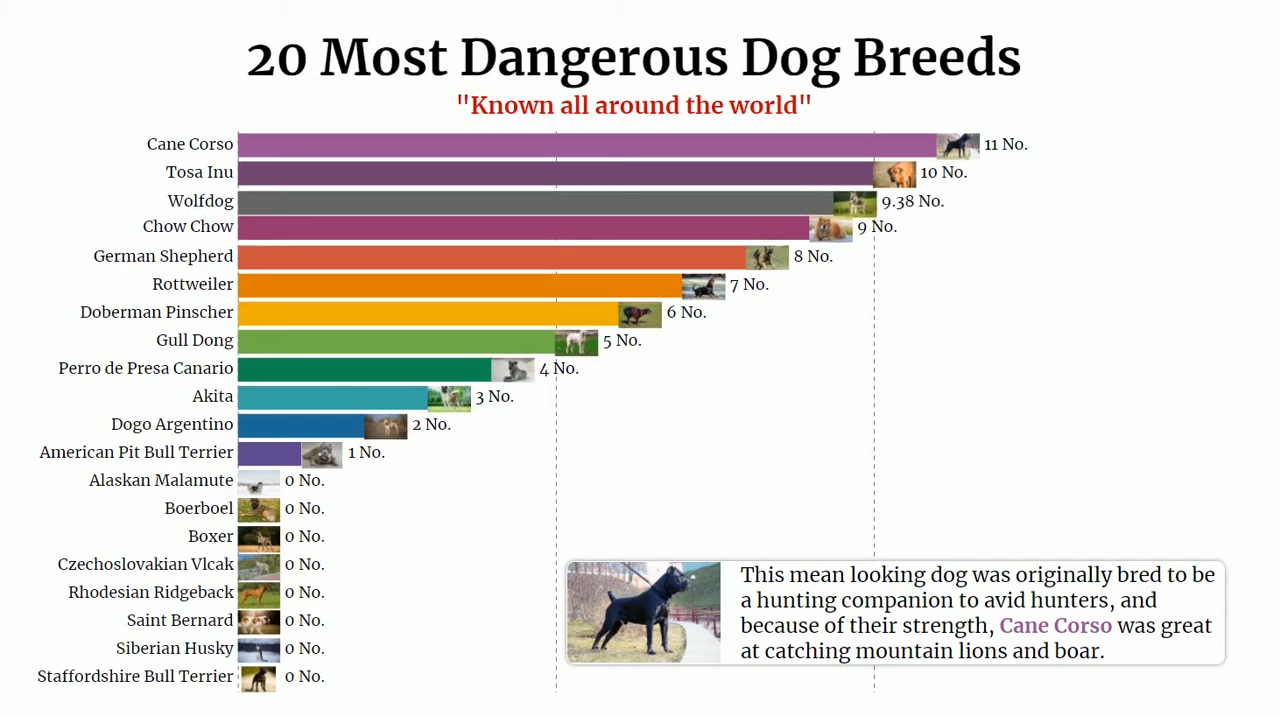 20 Most Dangerous Dog Breeds
"Known all around the world"
Cane Corso 11 No.
Tosa Inu 10 No.
Wolfdog 9.38 No.
Chow Chow 9 No.
German Shepherd 8 No.
Rottweiler 7 No.
Doberman Pinscher 6 No.
Gull Dong 5 No.
Perro de Presa Canario 4 No.
Akita 3 No.
Dogo Argentino 2 No.
American Pit Bull Terrier 1 No.
Alaskan Malamute 0 No.
Boerboel 0 No.
Boxer 0 No.
Czechoslovakian Vlcak 0 No.
Rhodesian Ridgeback 0 No.
Saint Bernard 0 No.
Siberian Husky 0 No.
Staffordshire Bull Terrier 0 No.
This mean looking dog was originally bred to be
a hunting companion to avid hunters, and
because of their strength, Cane Corso was great
at catching mountain lions and boar.